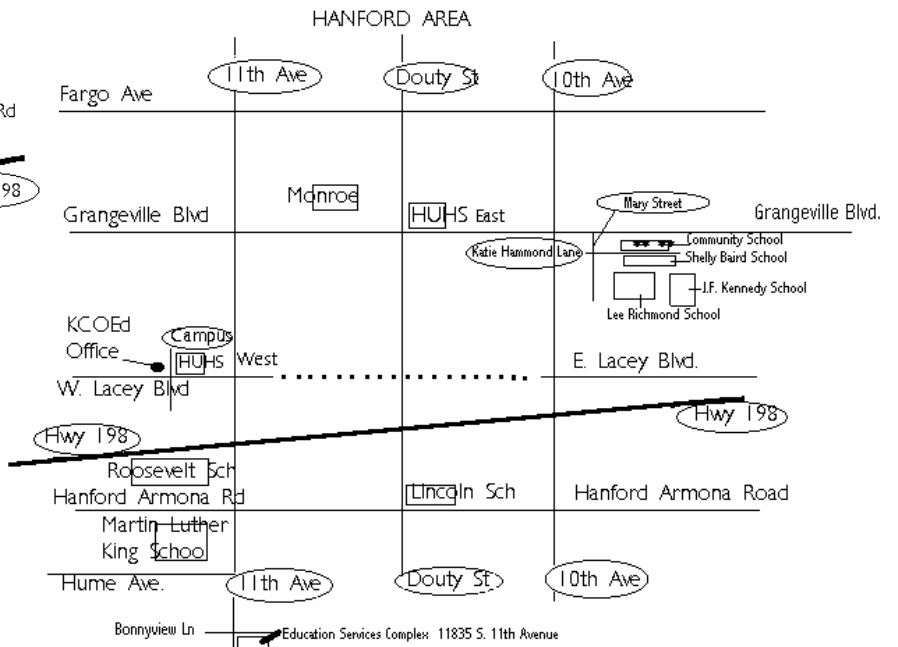 HANFORD AREA
11th Ave
Douty St
10th Ave
Fargo Ave
Rd
98
Monroe
Mary Street
Grangeville Blvd
HUHS East
Grangeville Blvd.
Community School
Katie Hammond Lane
Shelly Baird School
J.F. Kennedy School
Lee Richmond School
KCOEd
Office
Campus
HUHS West
E. Lacey Blvd.
W. Lacey Blvd
Hwy 198
Hwy 198
Roosevelt Sch
Hanford Armona Rd
Lincoln Sch
Hanford Armona Road
Martin Luther
King Schoo
Hume Ave.
11th Ave
Douty St
10th Ave
Bonnyview Ln
Education Services Complex 11835 S. 11th Avenue